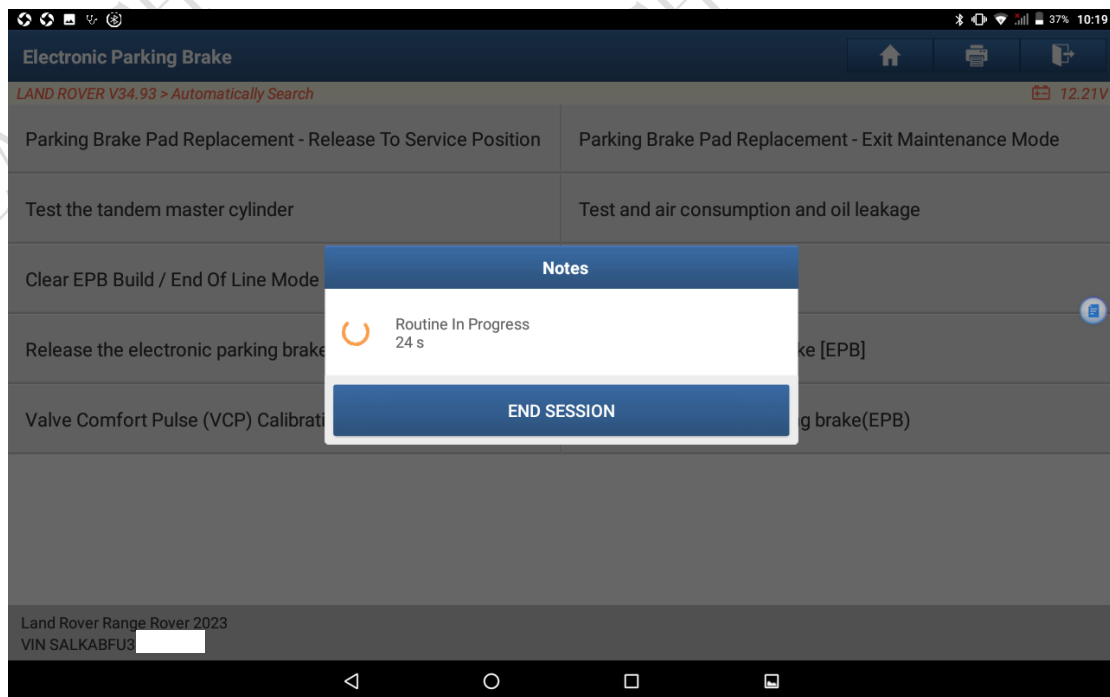 37% 10:19
Electronic Parking Brake
LAND ROVER V34.93 > Automatically Search
12.21V
Parking Brake Pad Replacement - Release To Service Position
Parking Brake Pad Replacement - Exit Maintenance Mode
Test the tandem master cylinder
Test and air consumption and oil leakage
Clear EPB Build / End Of Line Mode
Notes
Routine In Progress
24 s
Release the electronic parking brake
ke [EPB]
END SESSION
Valve Comfort Pulse (VCP) Calibrati
g brake(EPB)
Land Rover Range Rover 2023
VIN SALKABFU3